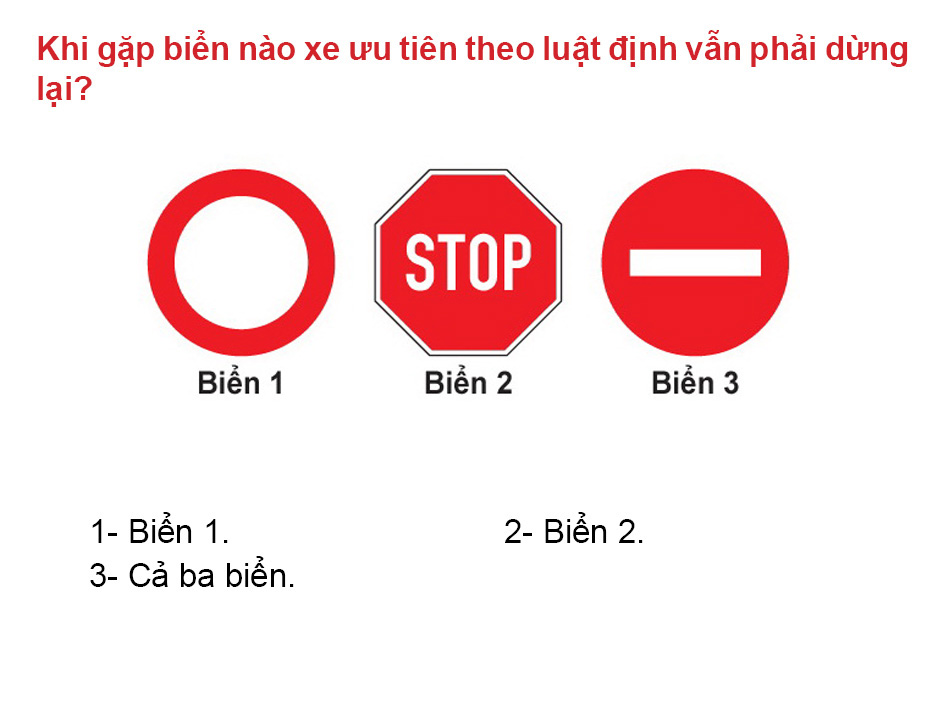 Khi gặp biển nào xe ưu tiên theo luật định vẫn phải dừng
lại?
STOP
Biển 1 Biển 2 Biển 3
1- Biển 1. 2- Biển 2.
3- Cả ba biển.